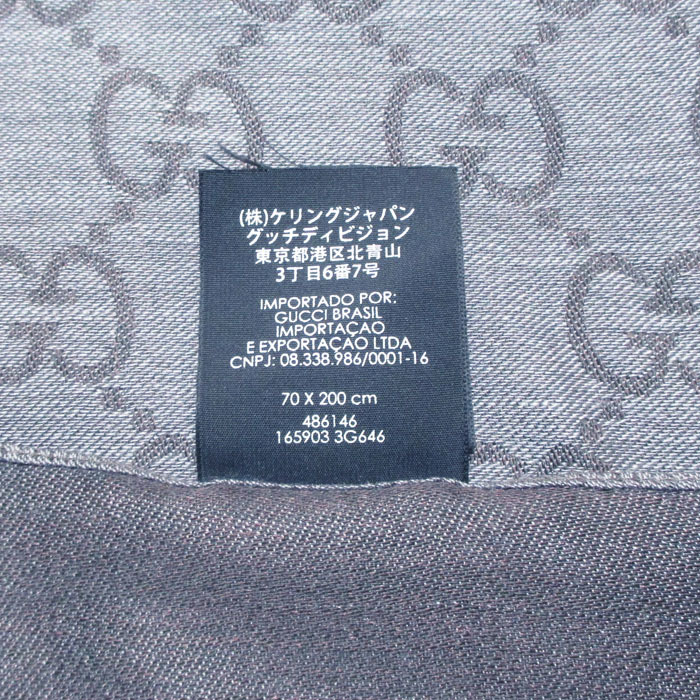 (株)ケリングジャパン
グッチディビジョン
東京都港区北青山
3丁目6番7号
IMPORTADO POR:
GUCCI BRASIL
IMPORTAÇAO
E EXPORTAÇAO LTDA
CNPJ: 08.338.986/0001-16
70 X 200 cm
486146
165903 3G646